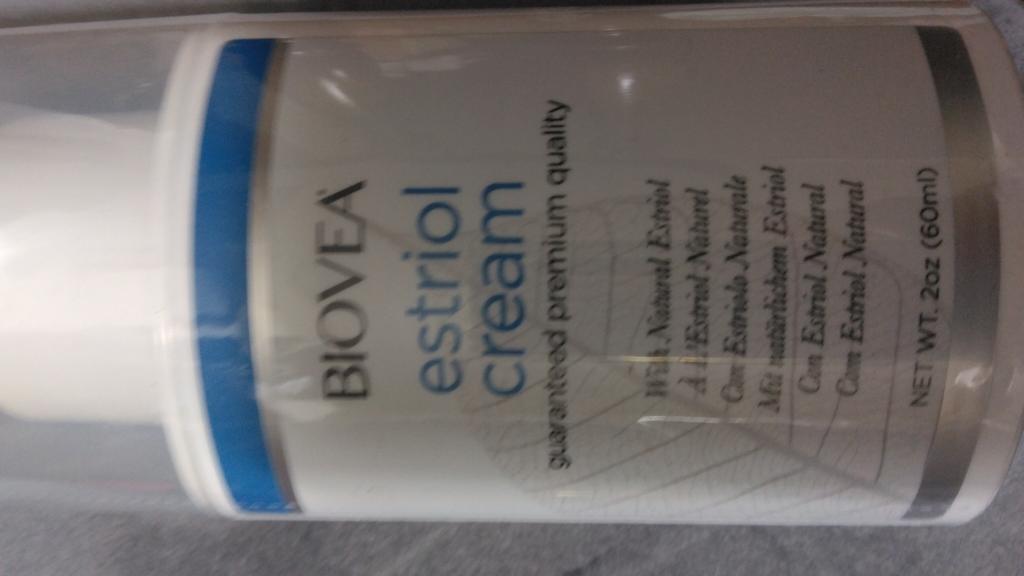 BIOVEA
estriol
cream
guaranteed premium quality
With Natural Estriol
À L'Estriol Naturel
Con Estriolo Naturale
Mit natürlichem Estriol
Con Estriol Natural
Com Estriol Natural
NET WT. 2oz (60ml)